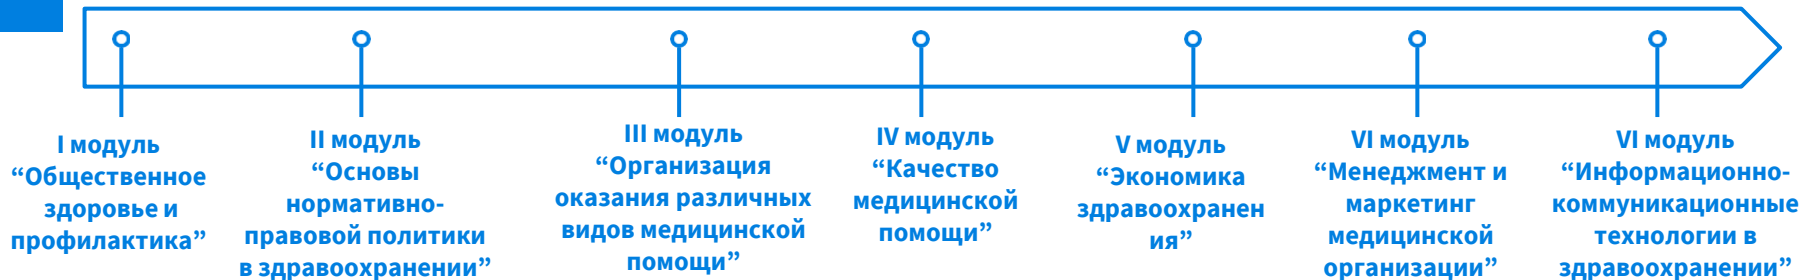 I модуль
“Общественное
здоровье и
профилактика”
II модуль
“Основы
нормативно-
правовой политики
в здравоохранении”
III модуль
“Организация
оказания различных
видов медицинской
помощи”
IV модуль
“Качество
медицинской
помощи”
V модуль
“Экономика
здравоохранен
ия”
VI модуль
“Менеджмент и
маркетинг
медицинской
организации”
VI модуль
“Информационно-
коммуникационные
технологии в
здравоохранении”